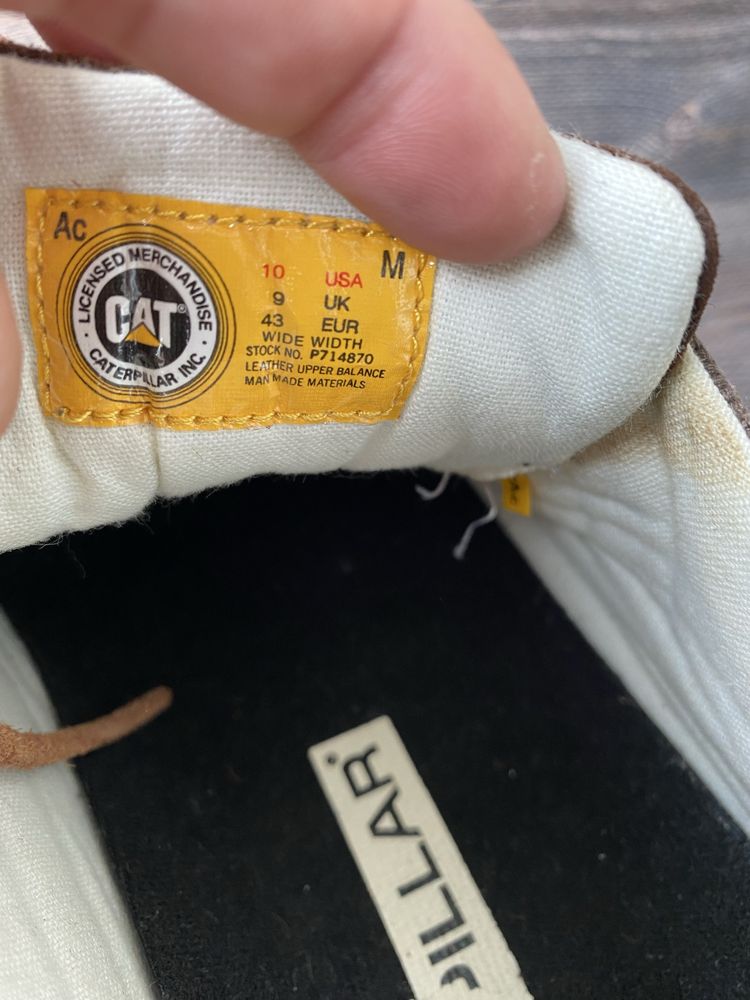 Ac
M
LICENSED MERCHANDISE
CAT®
CATERPILLAR INC.
10 USA
9 UK
43 EUR
WIDE WIDTH
STOCK NO. P714870
LEATHER UPPER BALANCE
MAN MADE MATERIALS
PILLAR®